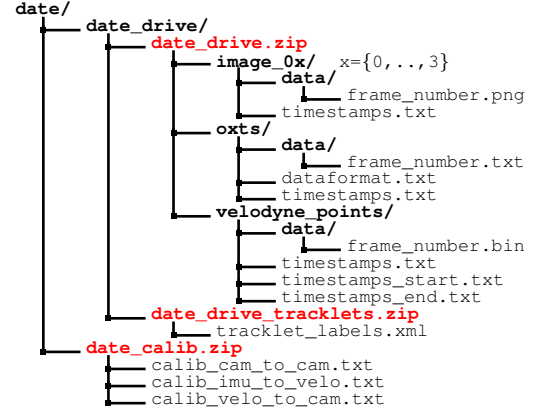 date/
date_drive/
date_drive.zip
image_0x/ x={0,..,3}
data/
frame_number.png
timestamps.txt
oxts/
data/
frame_number.txt
dataformat.txt
timestamps.txt
velodyne_points/
data/
frame_number.bin
timestamps.txt
timestamps_start.txt
timestamps_end.txt
date_drive_tracklets.zip
tracklet_labels.xml
date_calib.zip
calib_cam_to_cam.txt
calib_imu_to_velo.txt
calib_velo_to_cam.txt